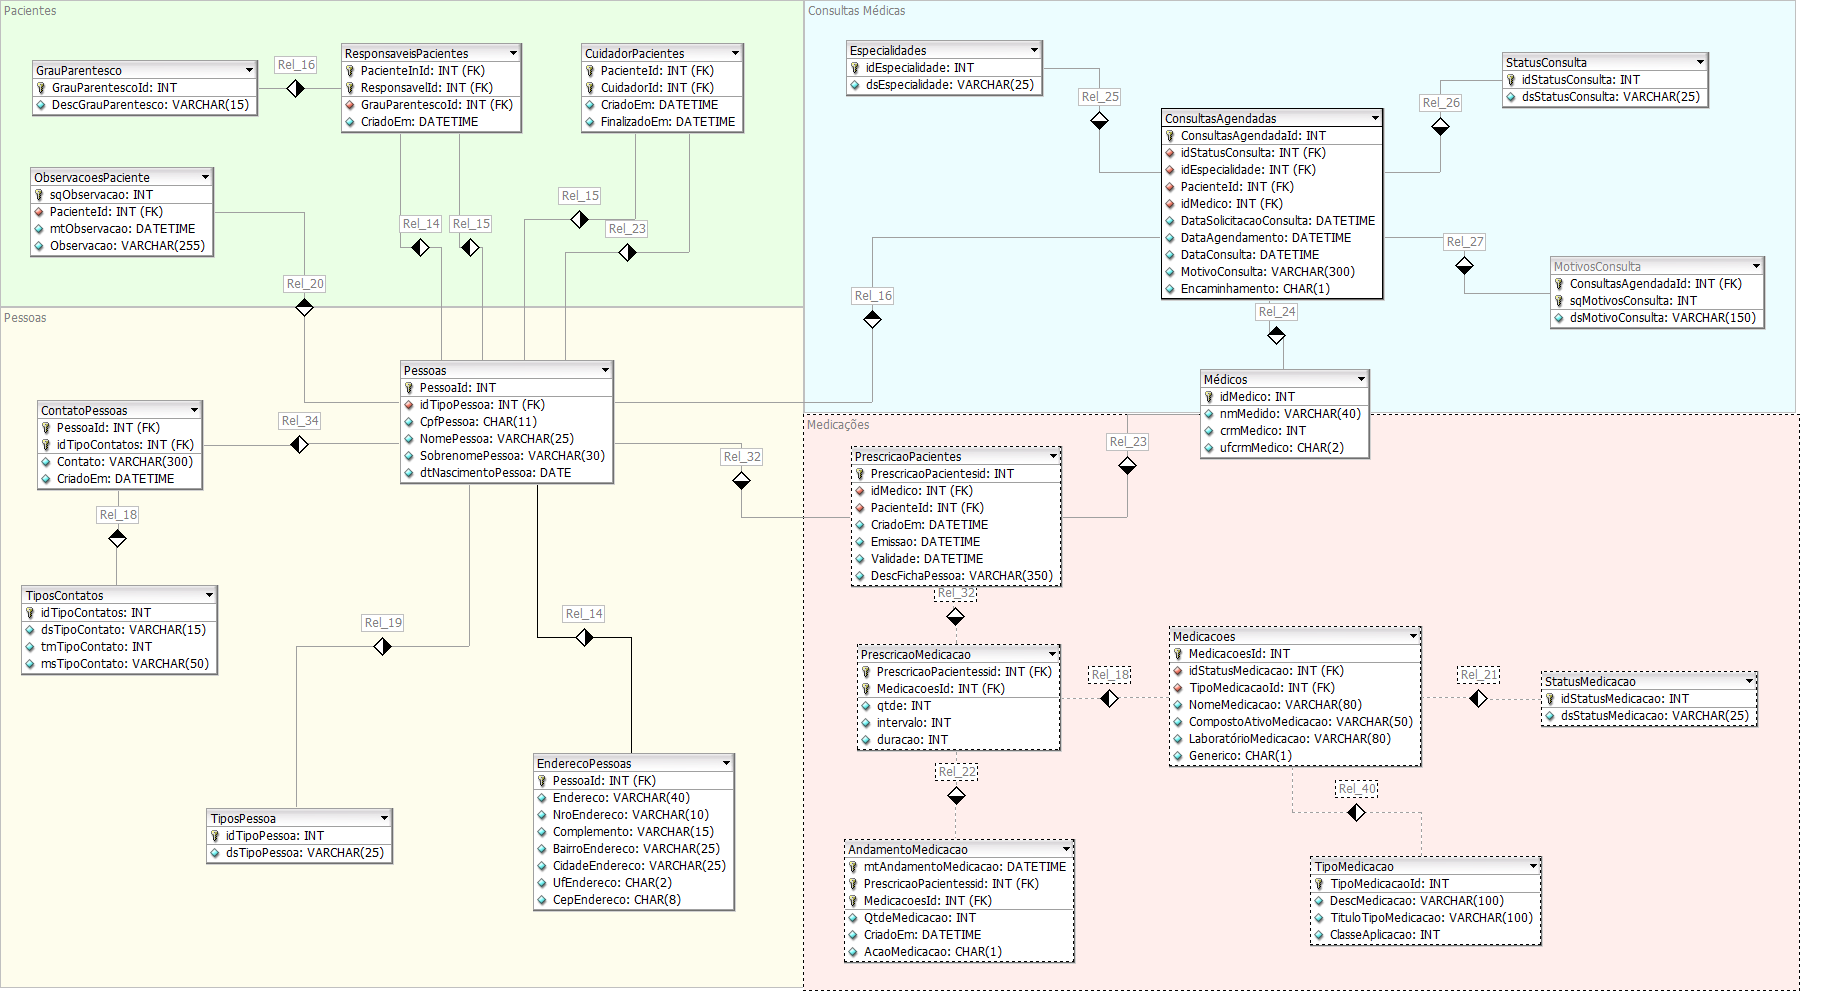 Pacientes
GrauParentesco
GrauParentescoId: INT
DescGrauParentesco: VARCHAR(15)
Rel_16
ResponsaveisPacientes
PacienteInId: INT (FK)
ResponsavelId: INT (FK)
GrauParentescoId: INT (FK)
CriadoEm: DATETIME
CuidadorPacientes
PacienteId: INT (FK)
CuidadorId: INT (FK)
CriadoEm: DATETIME
FinalizadoEm: DATETIME
ObservacoesPaciente
sqObservacao: INT
PacienteId: INT (FK)
mtObservacao: DATETIME
Observacao: VARCHAR(255)
Rel_14
Rel_15
Rel_15
Rel_23
Rel_20
Pessoas
Pessoas
PessoaId: INT
idTipoPessoa: INT (FK)
CpfPessoa: CHAR(11)
NomePessoa: VARCHAR(25)
SobrenomePessoa: VARCHAR(30)
dtNascimentoPessoa: DATE
ContatoPessoas
PessoaId: INT (FK)
idTipoContatos: INT (FK)
Contato: VARCHAR(300)
CriadoEm: DATETIME
Rel_34
Rel_18
TiposContatos
idTipoContatos: INT
dsTipoContato: VARCHAR(15)
tmTipoContato: INT
msTipoContato: VARCHAR(50)
Rel_19
Rel_14
TiposPessoa
idTipoPessoa: INT
dsTipoPessoa: VARCHAR(25)
EnderecoPessoas
PessoaId: INT (FK)
Endereco: VARCHAR(40)
NroEndereco: VARCHAR(10)
Complemento: VARCHAR(15)
BairroEndereco: VARCHAR(25)
CidadeEndereco: VARCHAR(25)
UfEndereco: CHAR(2)
CepEndereco: CHAR(8)
Consultas Médicas
Especialidades
idEspecialidade: INT
dsEspecialidade: VARCHAR(25)
Rel_25
StatusConsulta
idStatusConsulta: INT
dsStatusConsulta: VARCHAR(25)
Rel_26
ConsultasAgendadas
ConsultasAgendadaId: INT
idStatusConsulta: INT (FK)
idEspecialidade: INT (FK)
PacienteId: INT (FK)
idMedico: INT (FK)
DataSolicitacaoConsulta: DATETIME
DataAgendamento: DATETIME
DataConsulta: DATETIME
MotivoConsulta: VARCHAR(300)
Encaminhamento: CHAR(1)
Rel_27
MotivosConsulta
ConsultasAgendadaId: INT (FK)
sqMotivosConsulta: INT
dsMotivoConsulta: VARCHAR(150)
Rel_16
Rel_24
Médicos
idMedico: INT
nmMedido: VARCHAR(40)
crmMedico: INT
ufcrmMedico: CHAR(2)
Medicações
Rel_23
Rel_32
PrescricaoPacientes
PrescricaoPacientesid: INT
idMedico: INT (FK)
PacienteId: INT (FK)
CriadoEm: DATETIME
Emissao: DATETIME
Validade: DATETIME
DescFichaPessoa: VARCHAR(350)
Rel_32
PrescricaoMedicacao
PrescricaoPacientessid: INT (FK)
MedicacoesId: INT (FK)
qtde: INT
intervalo: INT
duracao: INT
Rel_18
Medicacoes
MedicacoesId: INT
idStatusMedicacao: INT (FK)
TipoMedicacaoId: INT (FK)
NomeMedicacao: VARCHAR(80)
CompostoAtivoMedicacao: VARCHAR(50)
LaboratórioMedicacao: VARCHAR(80)
Generico: CHAR(1)
Rel_21
StatusMedicacao
idStatusMedicacao: INT
dsStatusMedicacao: VARCHAR(25)
Rel_22
Rel_40
AndamentoMedicacao
mtAndamentoMedicacao: DATETIME
PrescricaoPacientessid: INT (FK)
MedicacoesId: INT (FK)
QtdeMedicacao: INT
CriadoEm: DATETIME
AcaoMedicacao: CHAR(1)
TipoMedicacao
TipoMedicacaoId: INT
DescMedicacao: VARCHAR(100)
TituloTipoMedicacao: VARCHAR(100)
ClasseAplicacao: INT